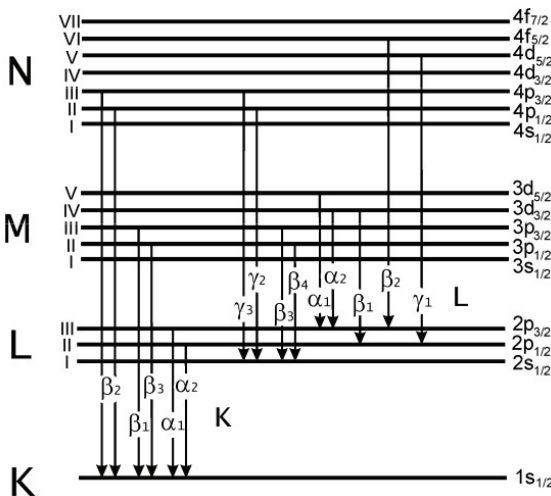 VII 4f7/2
VI 4f5/2
V 4d5/2
N IV 4d3/2
III 4p3/2
II 4p1/2
I 4s1/2
V 3d5/2
IV 3d3/2
M III 3p3/2
II 3p1/2
I 3s1/2
γ3 γ2 β3 β4 α1 α2 β1 β2 γ1 L
III 2p3/2
L II 2p1/2
I 2s1/2
β2 β1 β3 α1 α2 K
K 1s1/2